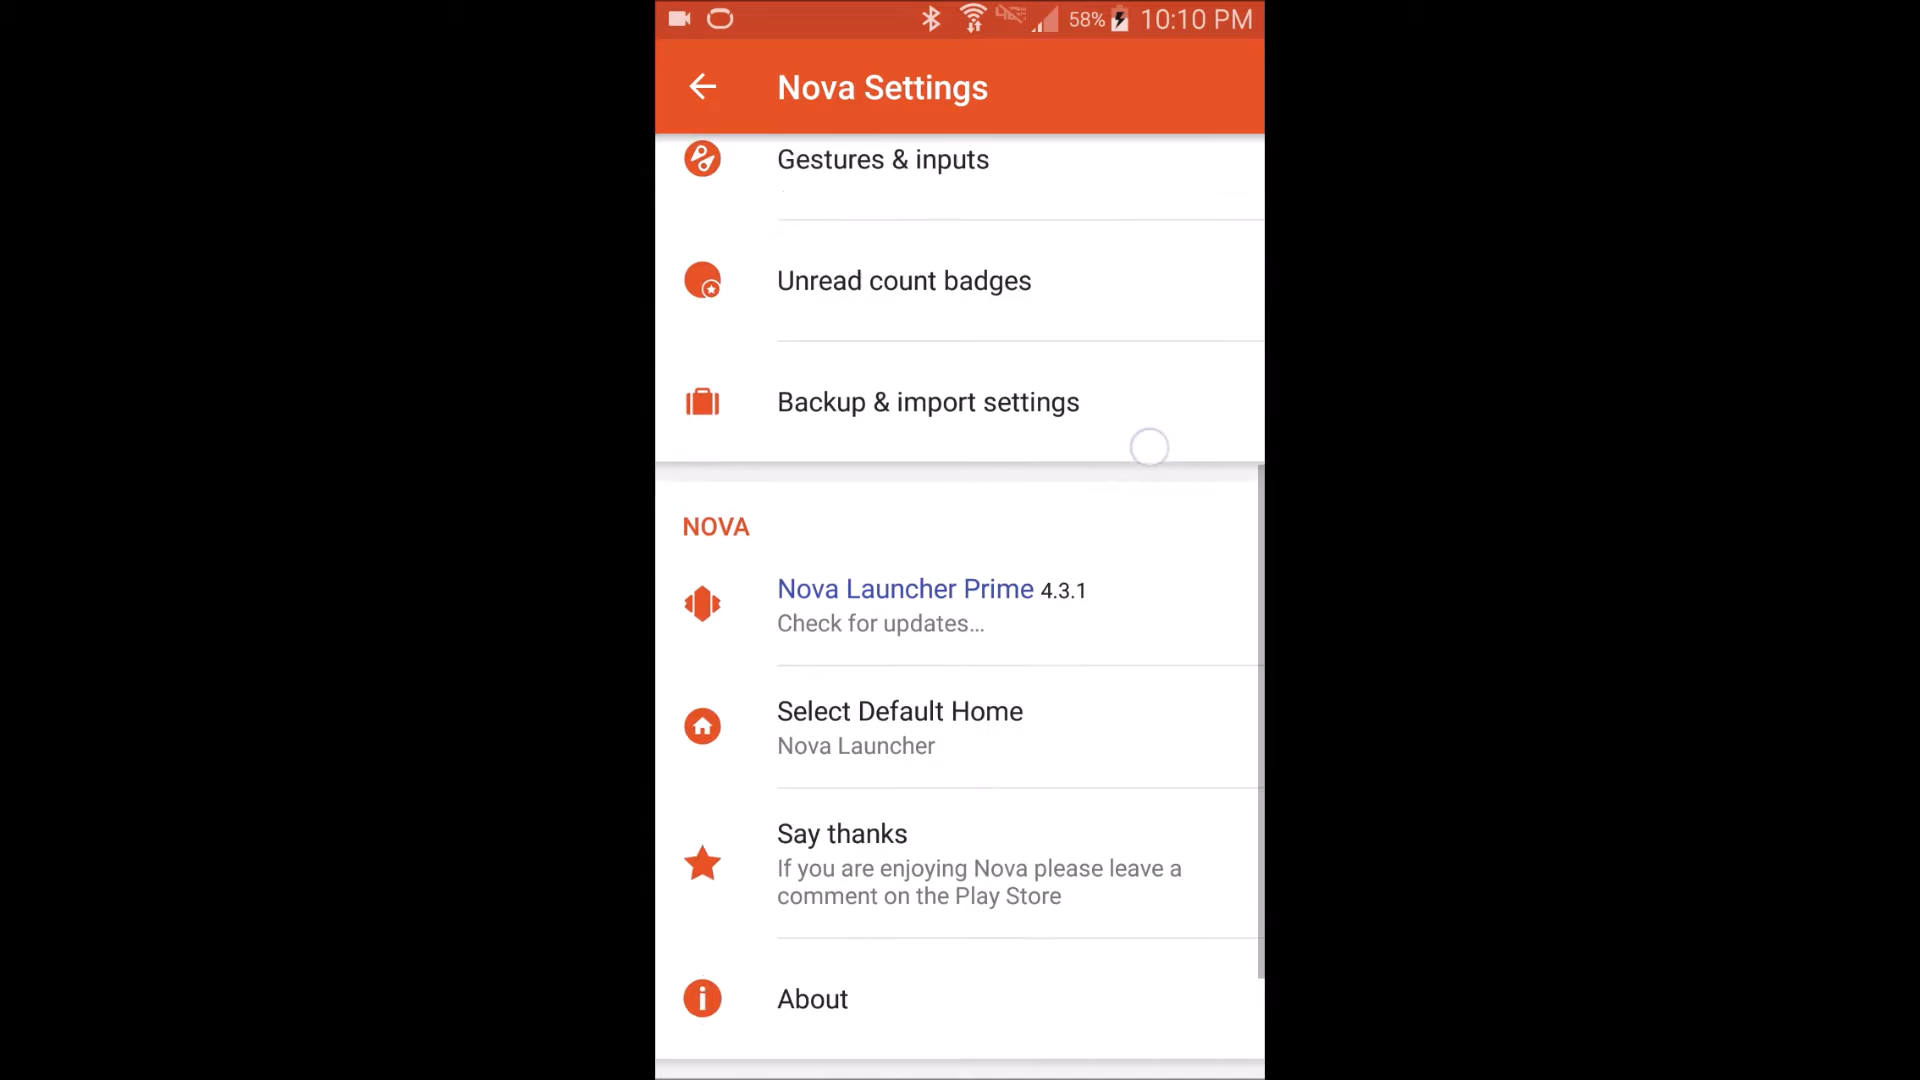 58% 10:10 PM
Nova Settings
Gestures & inputs
Unread count badges
Backup & import settings
NOVA
Nova Launcher Prime 4.3.1
Check for updates...
Select Default Home
Nova Launcher
Say thanks
If you are enjoying Nova please leave a
comment on the Play Store
About